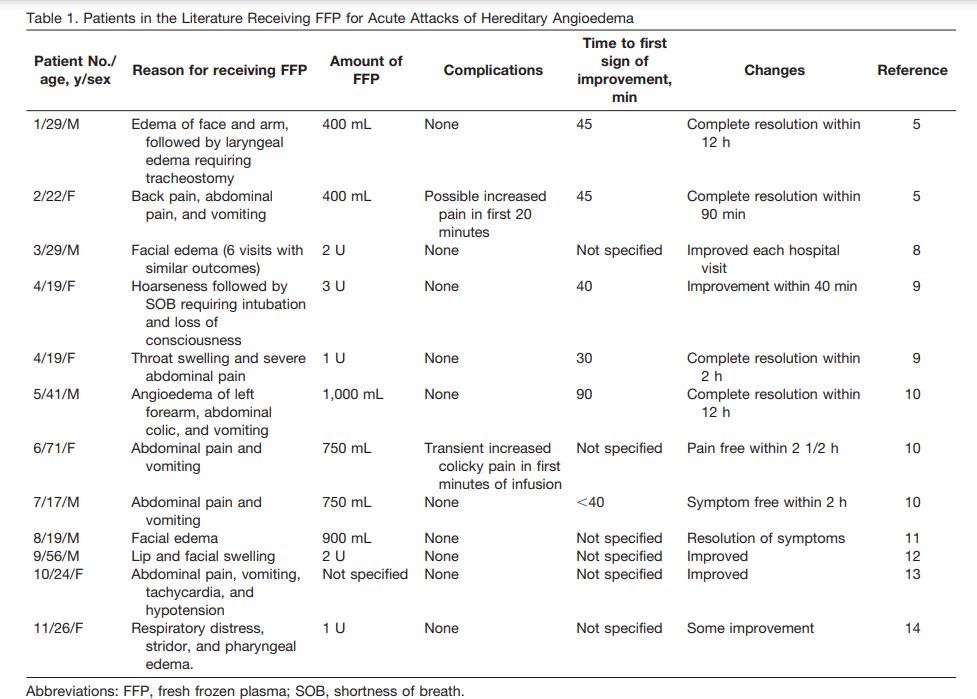 Table 1. Patients in the Literature Receiving FFP for Acute Attacks of Hereditary Angioedema
Patient No./ age, y/sex | Reason for receiving FFP | Amount of FFP | Complications | Time to first sign of improvement, min | Changes | Reference
1/29/M | Edema of face and arm, followed by laryngeal edema requiring tracheostomy | 400 mL | None | 45 | Complete resolution within 12 h | 5
2/22/F | Back pain, abdominal pain, and vomiting | 400 mL | Possible increased pain in first 20 minutes | 45 | Complete resolution within 90 min | 5
3/29/M | Facial edema (6 visits with similar outcomes) | 2 U | None | Not specified | Improved each hospital visit | 8
4/19/F | Hoarseness followed by SOB requiring intubation and loss of consciousness | 3 U | None | 40 | Improvement within 40 min | 9
4/19/F | Throat swelling and severe abdominal pain | 1 U | None | 30 | Complete resolution within 2 h | 9
5/41/M | Angioedema of left forearm, abdominal colic, and vomiting | 1,000 mL | None | 90 | Complete resolution within 12 h | 10
6/71/F | Abdominal pain and vomiting | 750 mL | Transient increased colicky pain in first minutes of infusion | Not specified | Pain free within 2 1/2 h | 10
7/17/M | Abdominal pain and vomiting | 750 mL | None | <40 | Symptom free within 2 h | 10
8/19/M | Facial edema | 900 mL | None | Not specified | Resolution of symptoms | 11
9/56/M | Lip and facial swelling | 2 U | None | Not specified | Improved | 12
10/24/F | Abdominal pain, vomiting, tachycardia, and hypotension | Not specified | None | Not specified | Improved | 13
11/26/F | Respiratory distress, stridor, and pharyngeal edema. | 1 U | None | Not specified | Some improvement | 14
Abbreviations: FFP, fresh frozen plasma; SOB, shortness of breath.